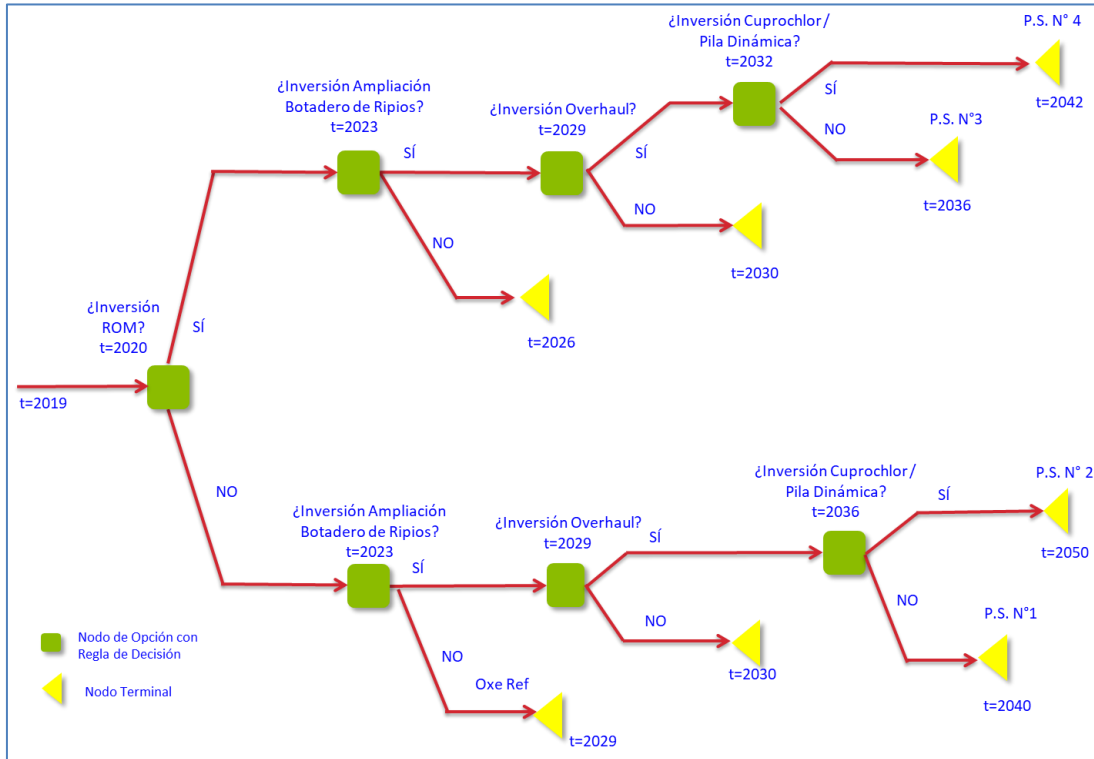 ¿Inversión Cuprochlor/
Pila Dinámica?
t=2032
P.S. N° 4
SÍ
t=2042
NO
P.S. N°3
t=2036
¿Inversión Ampliación
Botadero de Ripios?
t=2023
SÍ
¿Inversión Overhaul?
t=2029
SÍ
NO
t=2030
NO
t=2026
¿Inversión
ROM?
t=2020
SÍ
t=2019
NO
¿Inversión Ampliación
Botadero de Ripios?
t=2023
SÍ
¿Inversión Overhaul?
t=2029
SÍ
¿Inversión Cuprochlor/
Pila Dinámica?
t=2036
SÍ
P.S. N° 2
t=2050
NO
P.S. N°1
t=2040
NO
t=2030
NO
Oxe Ref
t=2029
Nodo de Opción con
Regla de Decisión
Nodo Terminal